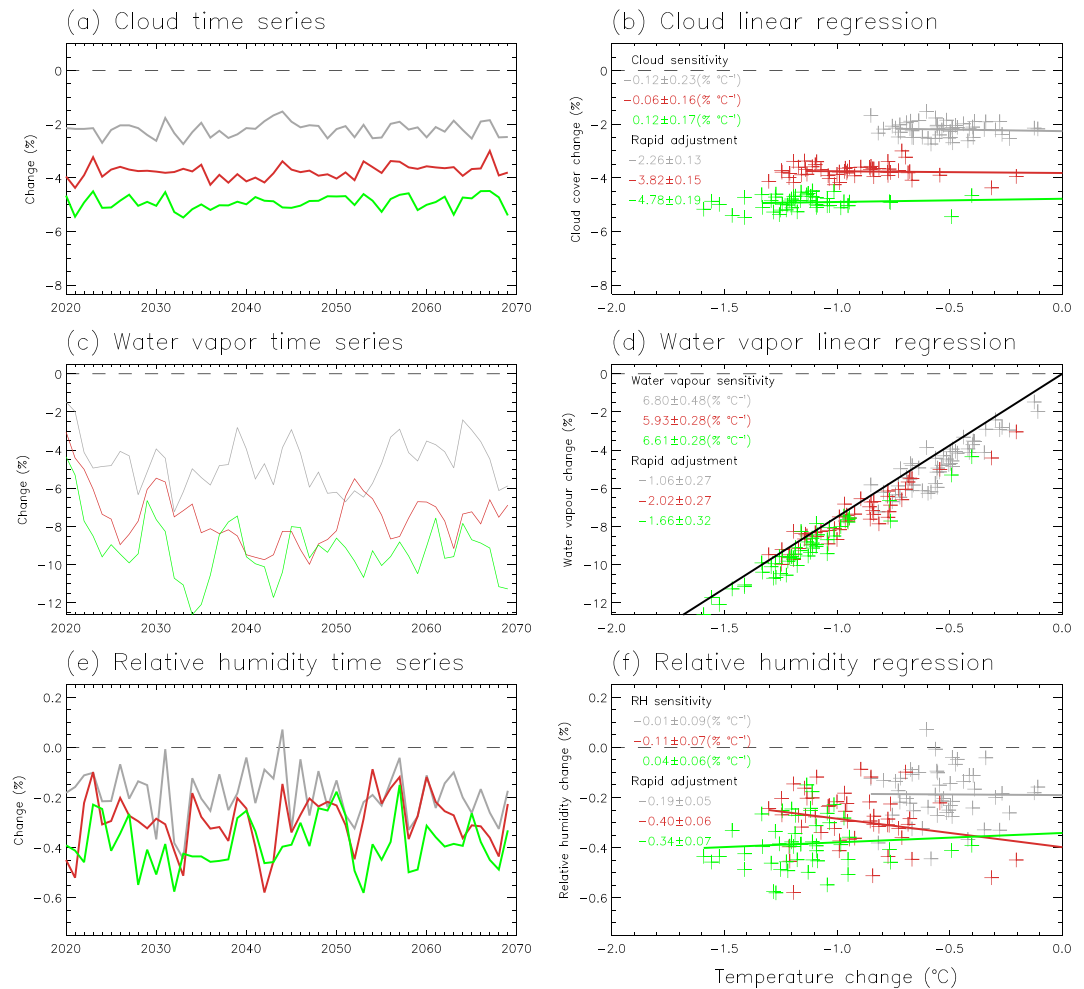 (a) Cloud time series
Change (%)
0
−2
−4
−6
−8
2020 2030 2040 2050 2060 2070
(b) Cloud linear regression
Cloud cover change (%)
0
−2
−4
−6
−8
Cloud sensitivity
−0.12±0.23(% °C⁻¹)
−0.06±0.16(% °C⁻¹)
0.12±0.17(% °C⁻¹)
Rapid adjustment
−2.26±0.13
−3.82±0.15
−4.78±0.19
−2.0 −1.5 −1.0 −0.5 0.0
(c) Water vapor time series
Change (%)
0
−2
−4
−6
−8
−10
−12
2020 2030 2040 2050 2060 2070
(d) Water vapor linear regression
Water vapour change (%)
0
−2
−4
−6
−8
−10
−12
Water vapour sensitivity
6.80±0.48(% °C⁻¹)
5.93±0.28(% °C⁻¹)
6.61±0.28(% °C⁻¹)
Rapid adjustment
−1.06±0.27
−2.02±0.27
−1.66±0.32
−2.0 −1.5 −1.0 −0.5 0.0
(e) Relative humidity time series
Change (%)
0.2
0.0
−0.2
−0.4
−0.6
2020 2030 2040 2050 2060 2070
(f) Relative humidity regression
Relative humidity change (%)
0.2
0.0
−0.2
−0.4
−0.6
RH sensitivity
−0.01±0.09(% °C⁻¹)
−0.11±0.07(% °C⁻¹)
0.04±0.06(% °C⁻¹)
Rapid adjustment
−0.19±0.05
−0.40±0.06
−0.34±0.07
−2.0 −1.5 −1.0 −0.5 0.0
Temperature change (°C)